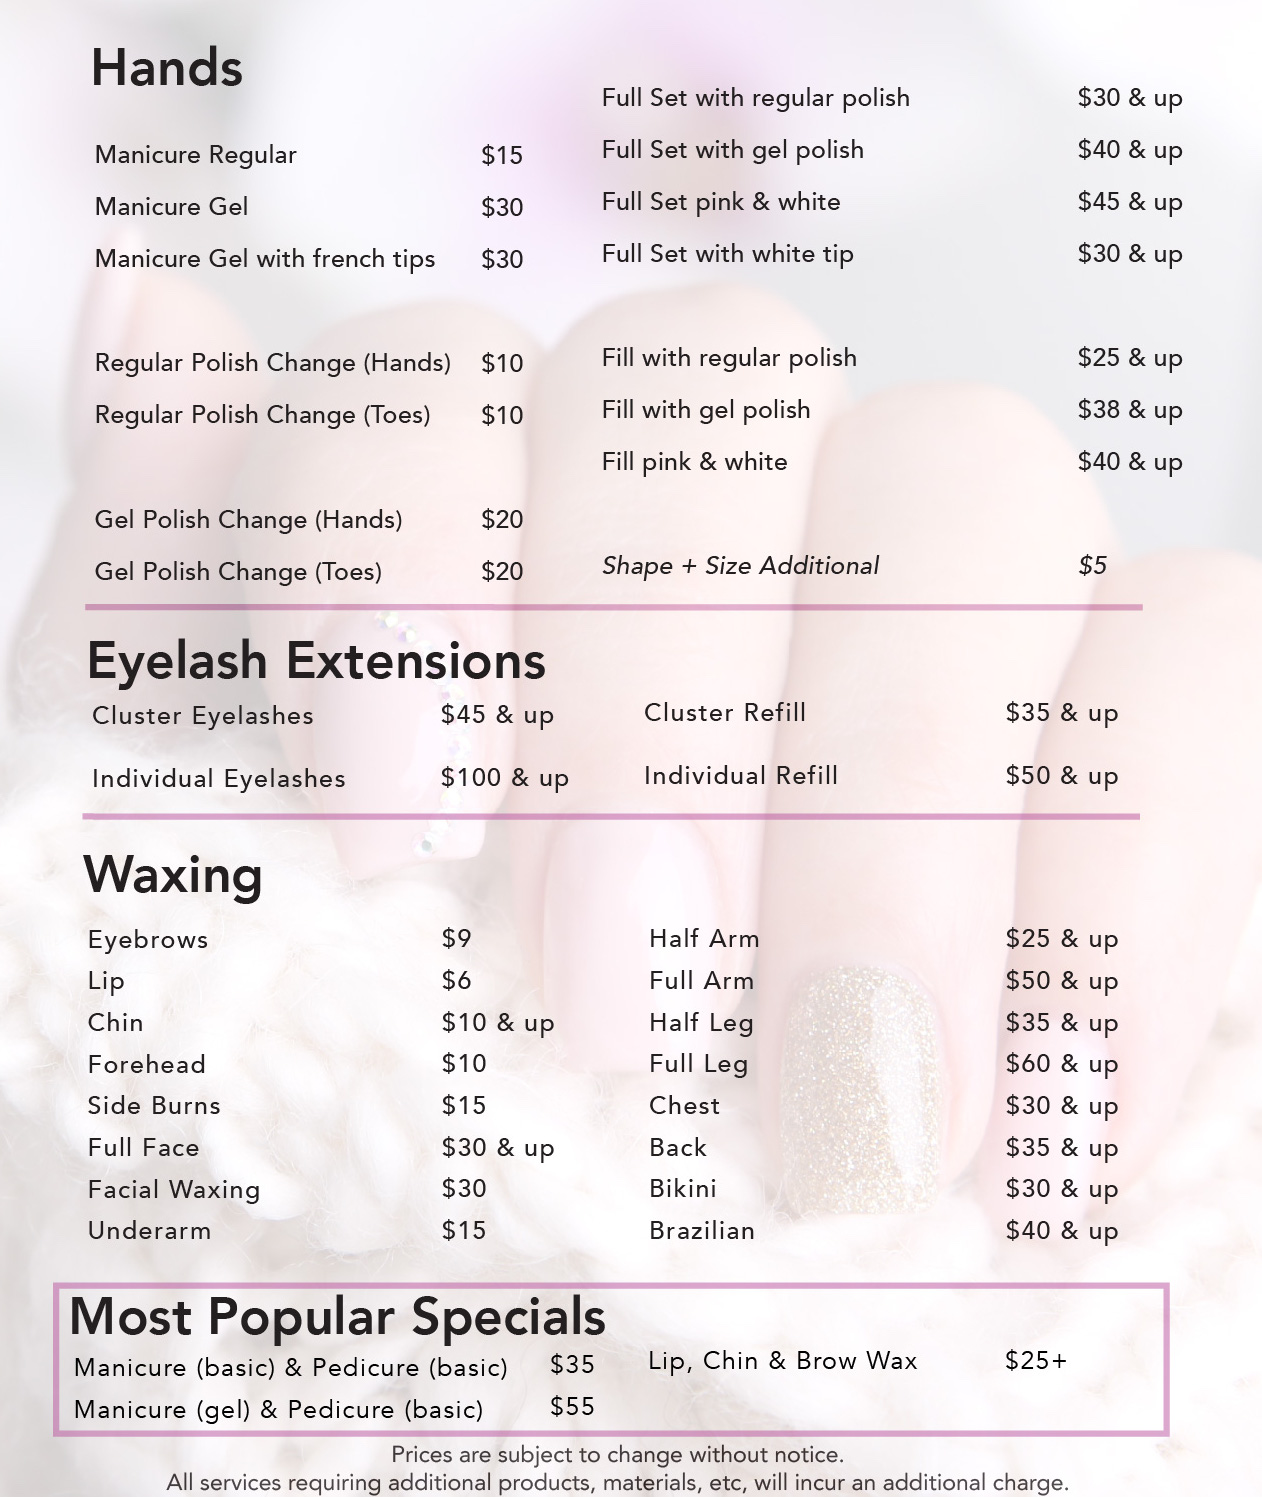 Hands
Manicure Regular $15
Manicure Gel $30
Manicure Gel with french tips $30
Regular Polish Change (Hands) $10
Regular Polish Change (Toes) $10
Gel Polish Change (Hands) $20
Gel Polish Change (Toes) $20
Full Set with regular polish $30 & up
Full Set with gel polish $40 & up
Full Set pink & white $45 & up
Full Set with white tip $30 & up
Fill with regular polish $25 & up
Fill with gel polish $38 & up
Fill pink & white $40 & up
Shape + Size Additional $5
Eyelash Extensions
Cluster Eyelashes $45 & up
Individual Eyelashes $100 & up
Cluster Refill $35 & up
Individual Refill $50 & up
Waxing
Eyebrows $9
Lip $6
Chin $10 & up
Forehead $10
Side Burns $15
Full Face $30 & up
Facial Waxing $30
Underarm $15
Half Arm $25 & up
Full Arm $50 & up
Half Leg $35 & up
Full Leg $60 & up
Chest $30 & up
Back $35 & up
Bikini $30 & up
Brazilian $40 & up
Most Popular Specials
Manicure (basic) & Pedicure (basic) $35
Manicure (gel) & Pedicure (basic) $55
Lip, Chin & Brow Wax $25+
Prices are subject to change without notice.
All services requiring additional products, materials, etc, will incur an additional charge.